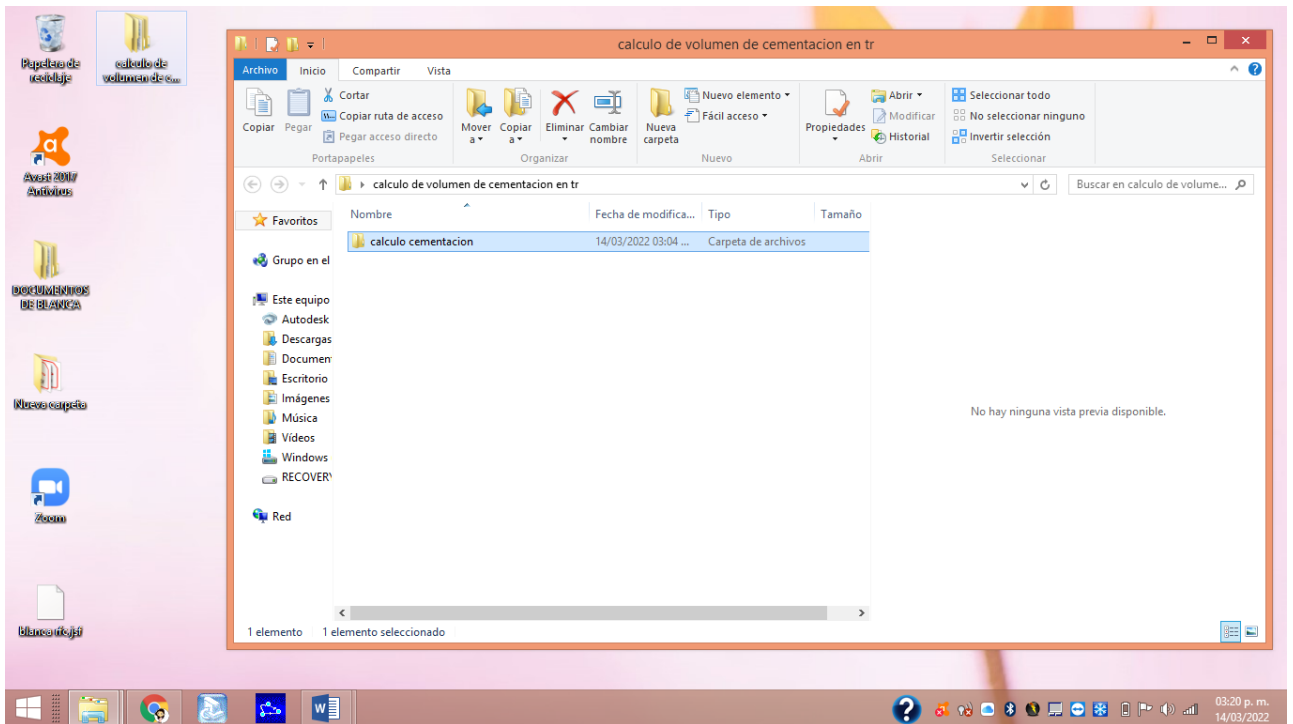 Papelera de
reciclaje
calculo de
volumen de c...
Avast 2017
Antivirus
DOCUMENTOS
DE BLANCA
Nueva carpeta
Zoom
calculo de volumen de cementacion en tr
Archivo Inicio Compartir Vista
Copiar
Pegar
Cortar
Copiar ruta de acceso
Pegar acceso directo
Portapapeles
Mover
a
Copiar
a
Eliminar
Cambiar
nombre
Organizar
Nueva
carpeta
Nuevo elemento
Fácil acceso
Nuevo
Propiedades
Abrir
Modificar
Historial
Abrir
Seleccionar todo
No seleccionar ninguno
Invertir selección
Seleccionar
calculo de volumen de cementacion en tr
Buscar en calculo de volume...
Favoritos
Grupo en el
Este equipo
Autodesk
Descargas
Documen
Escritorio
Imágenes
Música
Vídeos
Windows
RECOVERY
Red
Nombre Fecha de modifica... Tipo Tamaño
calculo cementacion 14/03/2022 03:04 ... Carpeta de archivos
No hay ninguna vista previa disponible.
1 elemento 1 elemento seleccionado
03:20 p. m.
14/03/2022